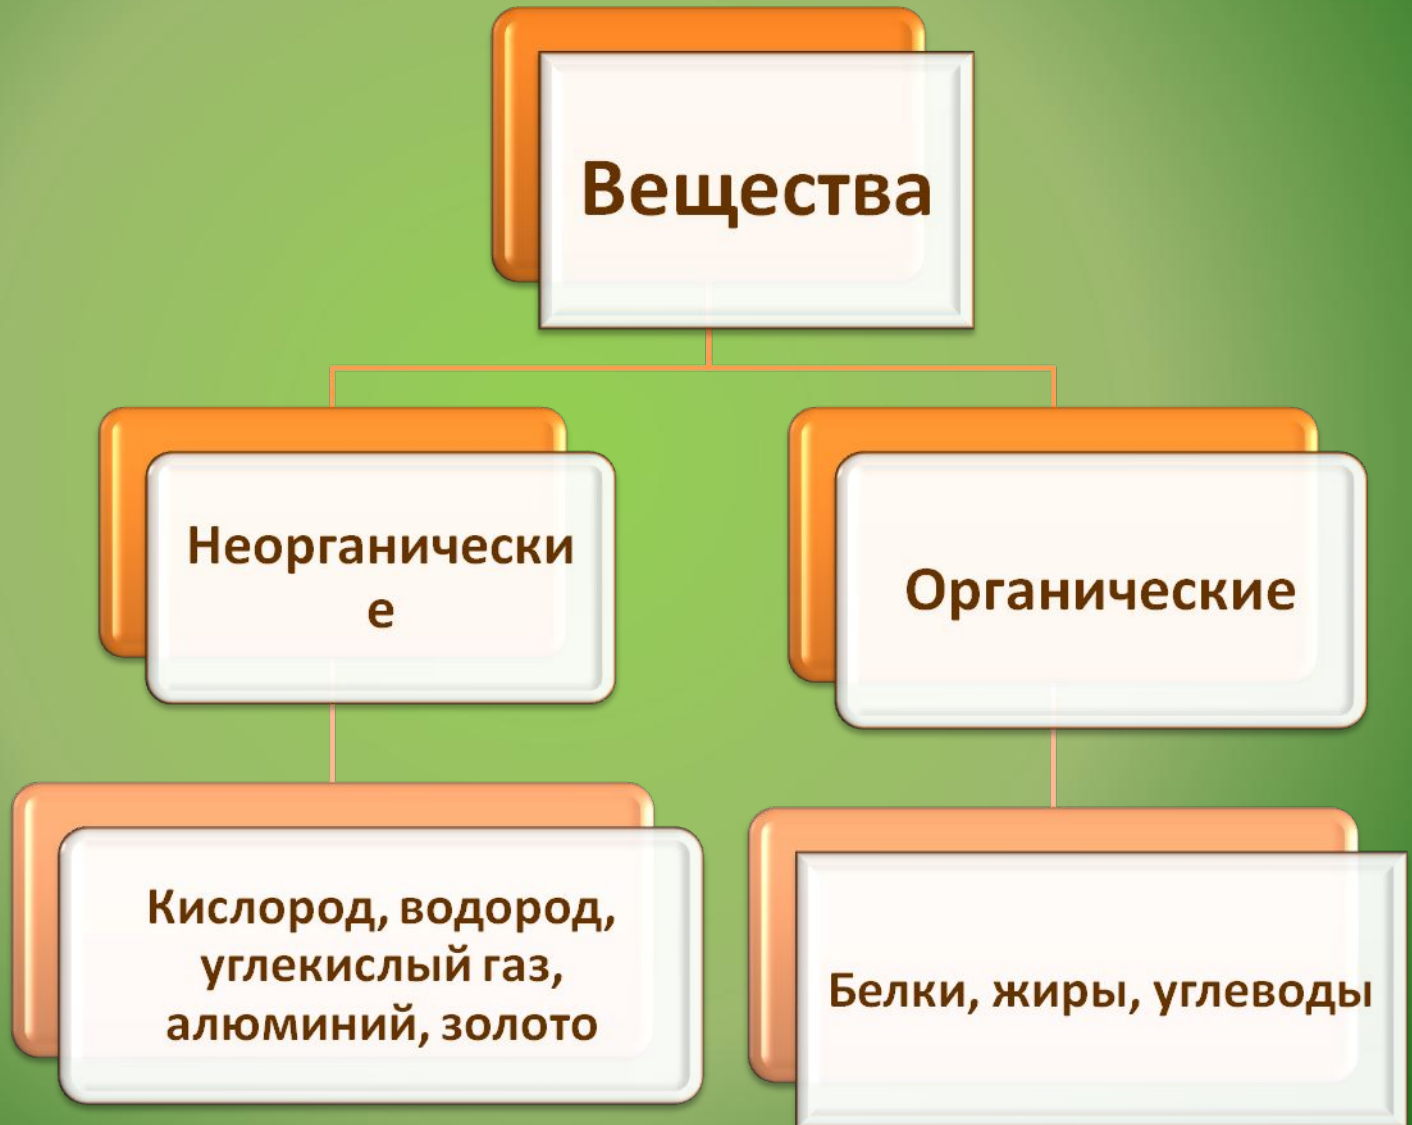 Вещества
Неорганически
е
Органические
Кислород, водород,
углекислый газ,
алюминий, золото
Белки, жиры, углеводы